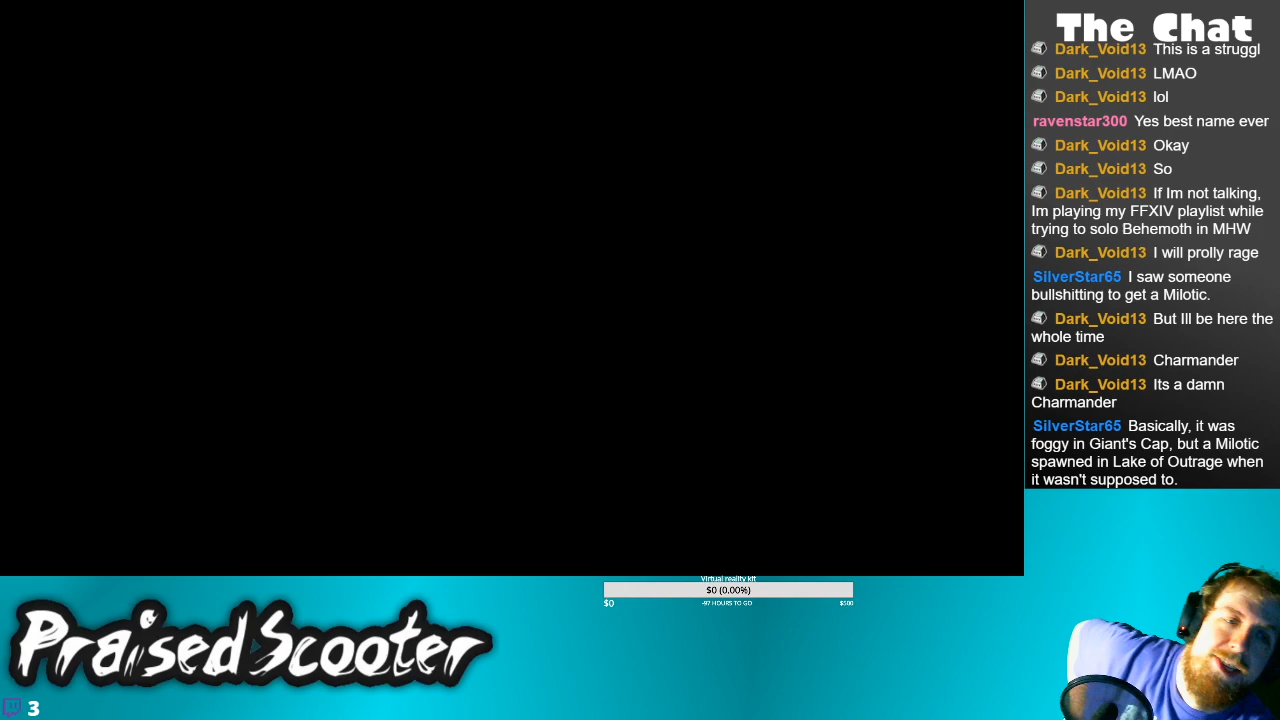 The Chat
Dark_Void13 This is a struggl
Dark_Void13 LMAO
Dark_Void13 lol
ravenstar300 Yes best name ever
Dark_Void13 Okay
Dark_Void13 So
Dark_Void13 If Im not talking,
Im playing my FFXIV playlist while
trying to solo Behemoth in MHW
Dark_Void13 I will prolly rage
SilverStar65 I saw someone
bullshitting to get a Milotic.
Dark_Void13 But Ill be here the
whole time
Dark_Void13 Charmander
Dark_Void13 Its a damn
Charmander
SilverStar65 Basically, it was
foggy in Giant's Cap, but a Milotic
spawned in Lake of Outrage when
it wasn't supposed to.
Virtual reality kit
$0 (0.00%)
$0 -97 HOURS TO GO $500
PraisedScooter
3